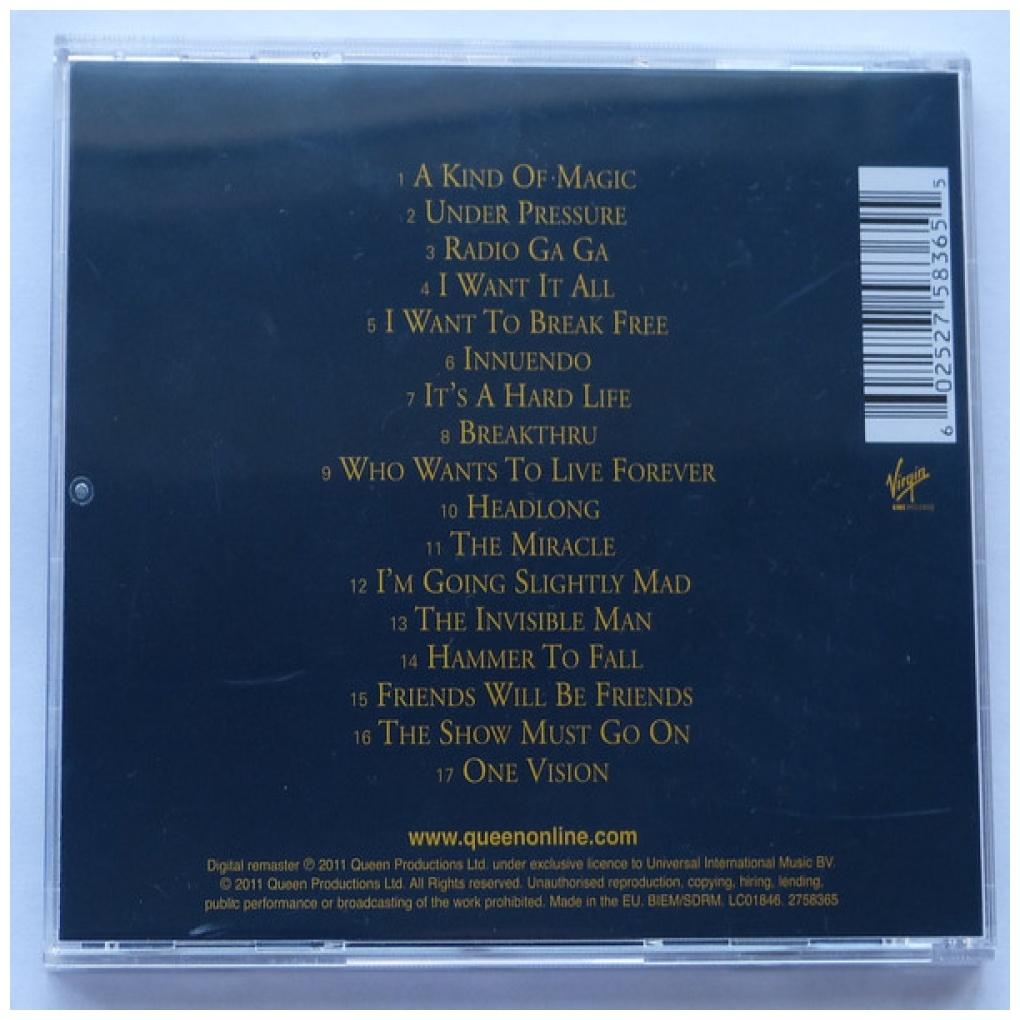 1 A KIND OF MAGIC
2 UNDER PRESSURE
3 RADIO GA GA
4 I WANT IT ALL
5 I WANT TO BREAK FREE
6 INNUENDO
7 IT'S A HARD LIFE
8 BREAKTHRU
9 WHO WANTS TO LIVE FOREVER
10 HEADLONG
11 THE MIRACLE
12 I'M GOING SLIGHTLY MAD
13 THE INVISIBLE MAN
14 HAMMER TO FALL
15 FRIENDS WILL BE FRIENDS
16 THE SHOW MUST GO ON
17 ONE VISION
6 02527 58365 5
Virgin
www.queenonline.com
Digital remaster ℗ 2011 Queen Productions Ltd. under exclusive licence to Universal International Music BV.
© 2011 Queen Productions Ltd. All Rights reserved. Unauthorised reproduction, copying, hiring, lending,
public performance or broadcasting of the work prohibited. Made in the EU. BIEM/SDRM. LC01846. 2758365